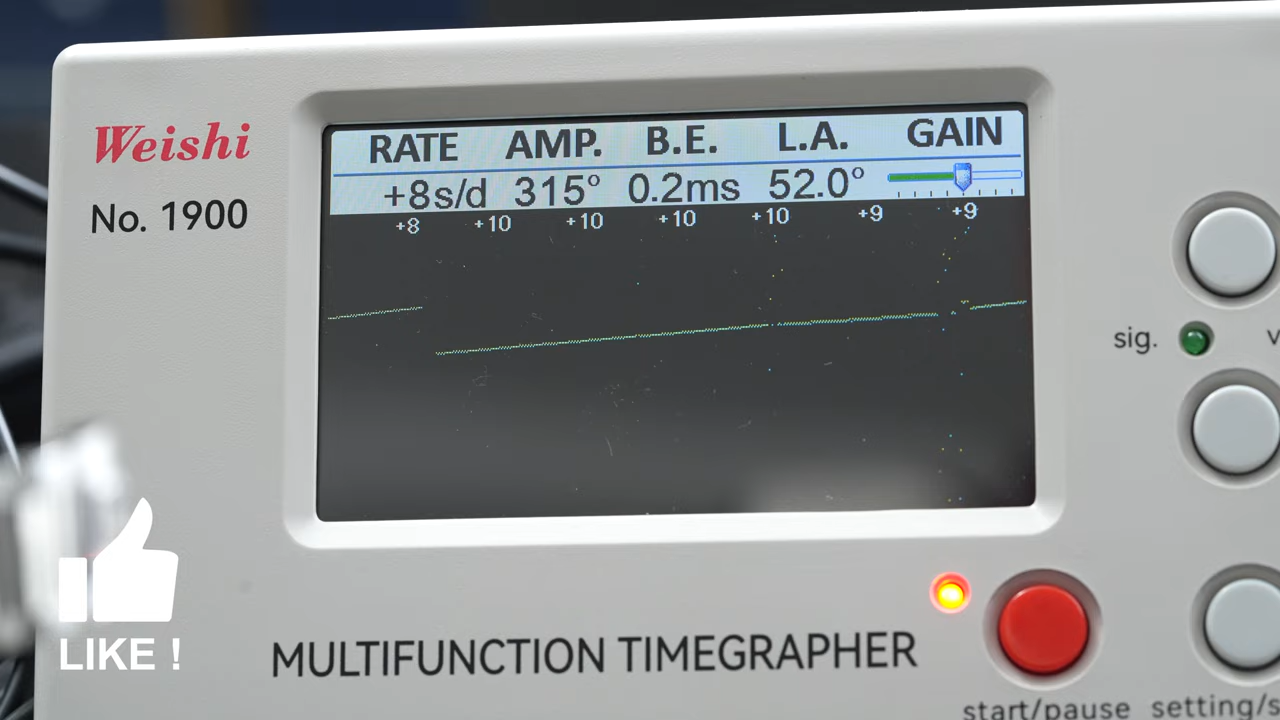 Weishi
No. 1900
RATE AMP. B.E. L.A. GAIN
+8s/d 315° 0.2ms 52.0°
+8 +10 +10 +10 +10 +9 +9
sig.
LIKE !
MULTIFUNCTION TIMEGRAPHER
start/pause setting/s